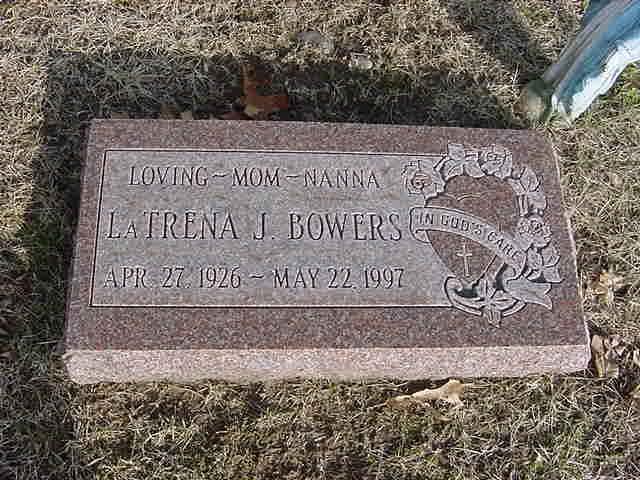 LOVING ~ MOM ~ NANNA
LaTRENA J. BOWERS
IN GOD'S CARE
APR. 27, 1926 ~ MAY 22, 1997